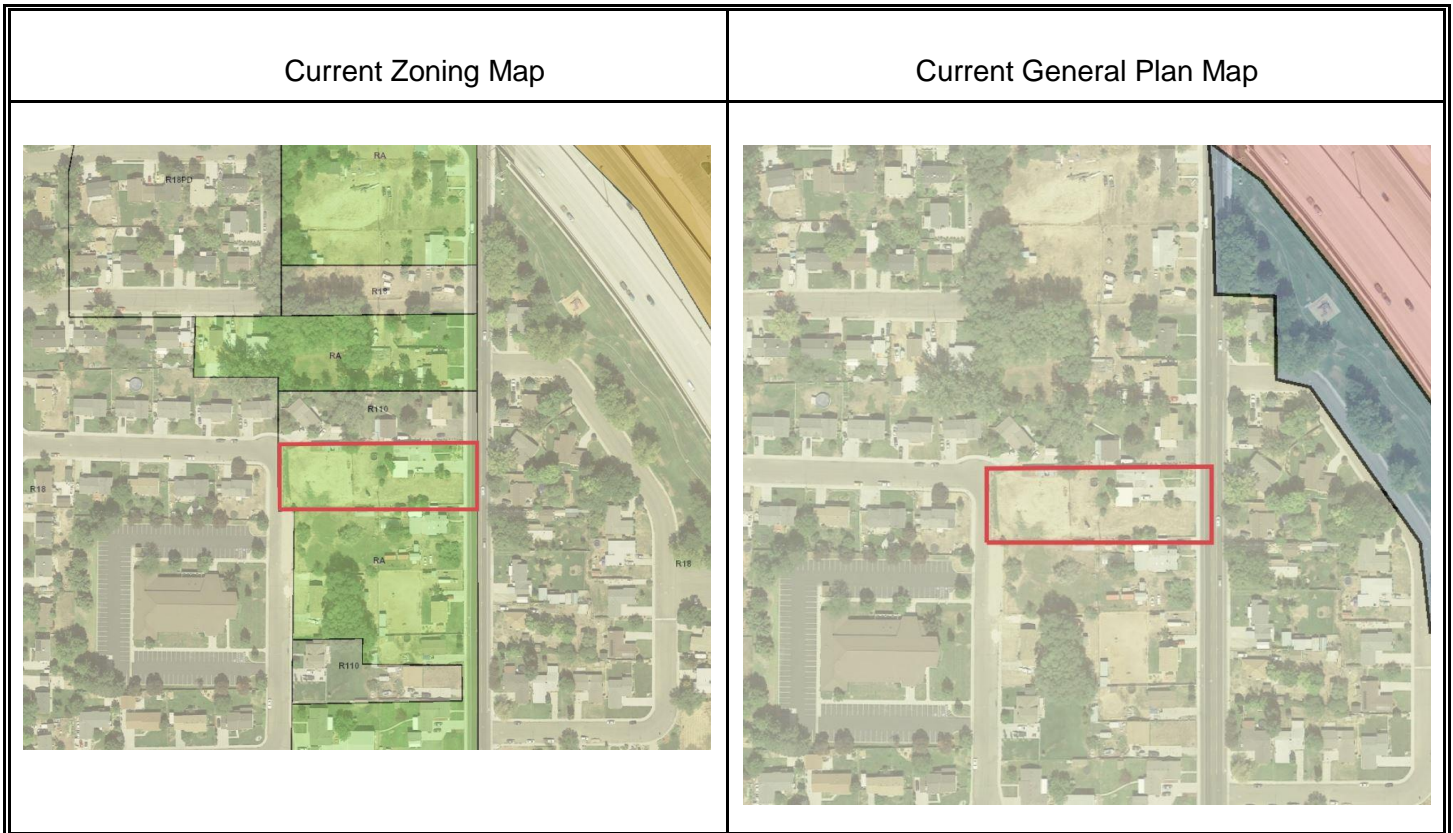 Current Zoning Map
Current General Plan Map
RA
R18PD
R18
RA
R110
R18
RA
R18
R110